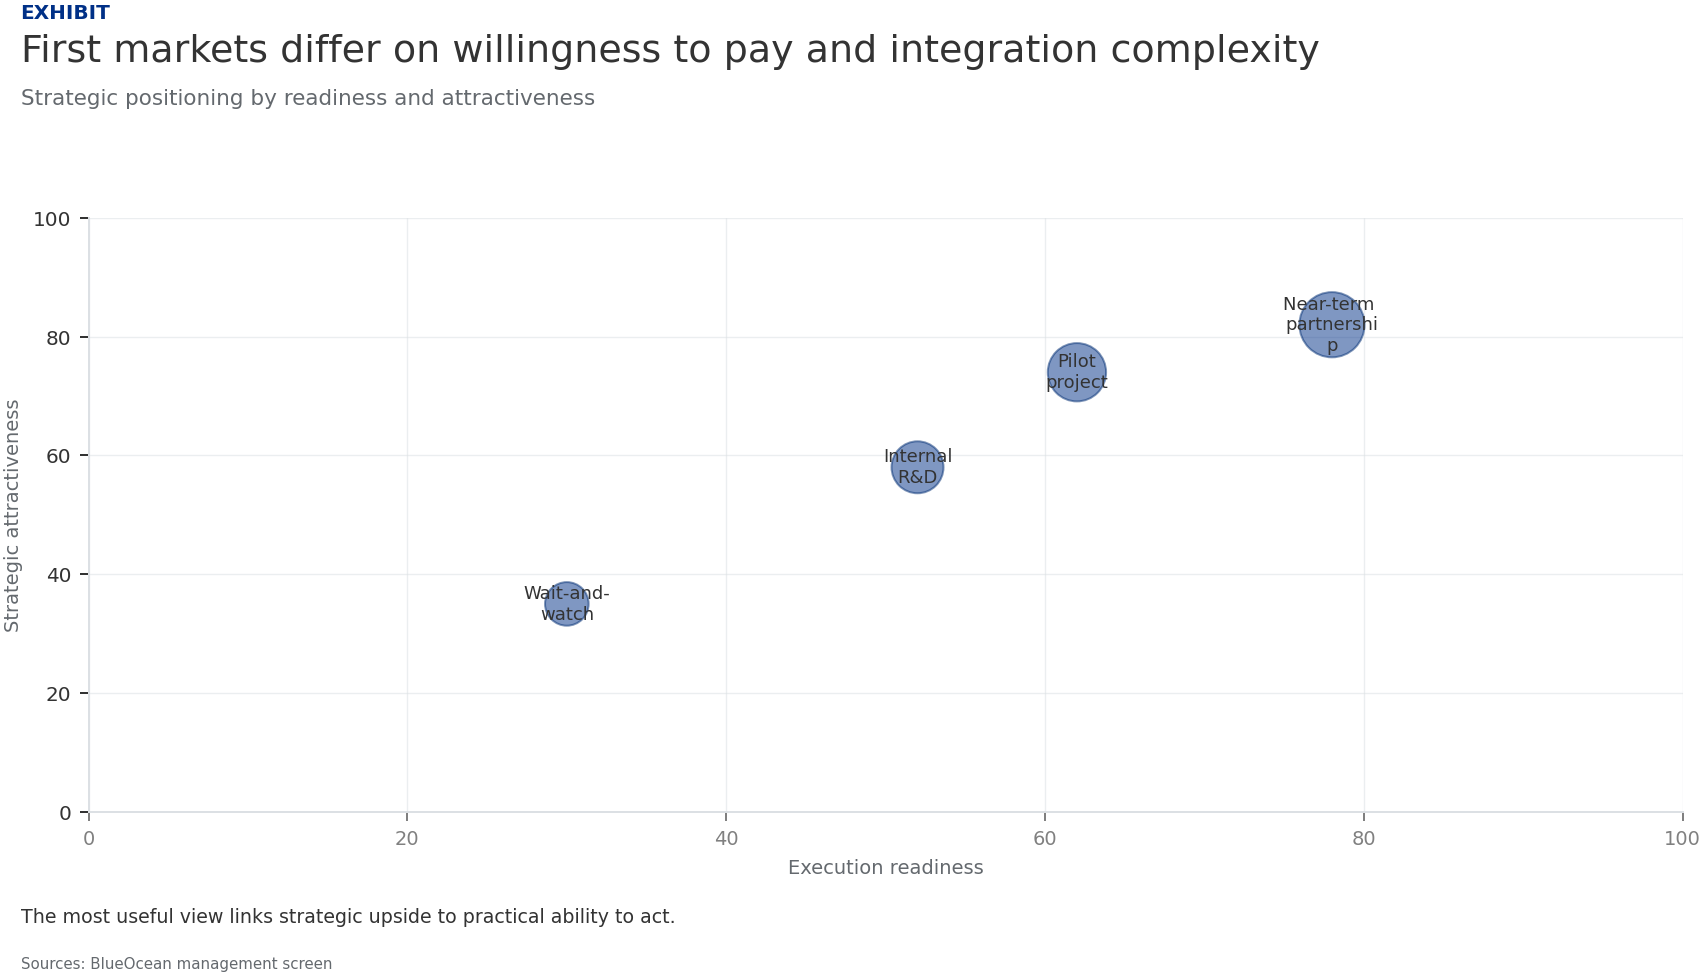 EXHIBIT
First markets differ on willingness to pay and integration complexity
Strategic positioning by readiness and attractiveness
100
80
60
40
20
0
Strategic attractiveness
Near-term
partnershi
p
Pilot
project
Internal
R&D
Wait-and-
watch
0
20
40
60
80
100
Execution readiness
The most useful view links strategic upside to practical ability to act.
Sources: BlueOcean management screen